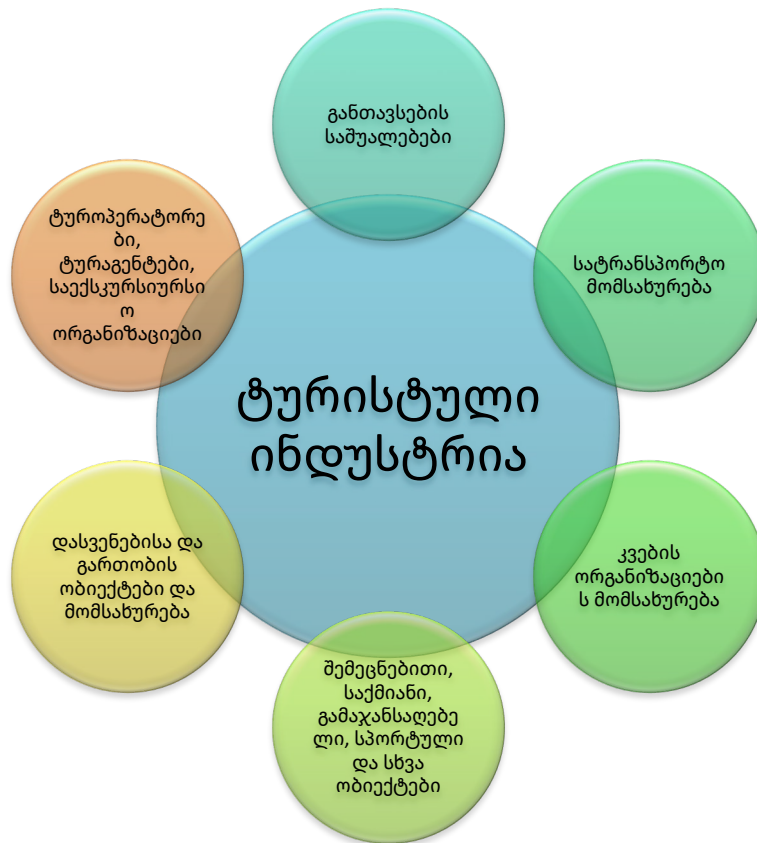 განთავსების
საშუალებები
სატრანსპორტო
მომსახურება
კვების
ორგანიზაციები
ს მომსახურება
შემეცნებითი,
საქმიანი,
გამაჯანსაღებე
ლი, სპორტული
და სხვა
ობიექტები
დასვენებისა და
გართობის
ობიექტები და
მომსახურება
ტუროპერატორე
ბი,
ტურაგენტები,
საექსკურსიურსი
ო
ორგანიზაციები
ტურისტული
ინდუსტრია